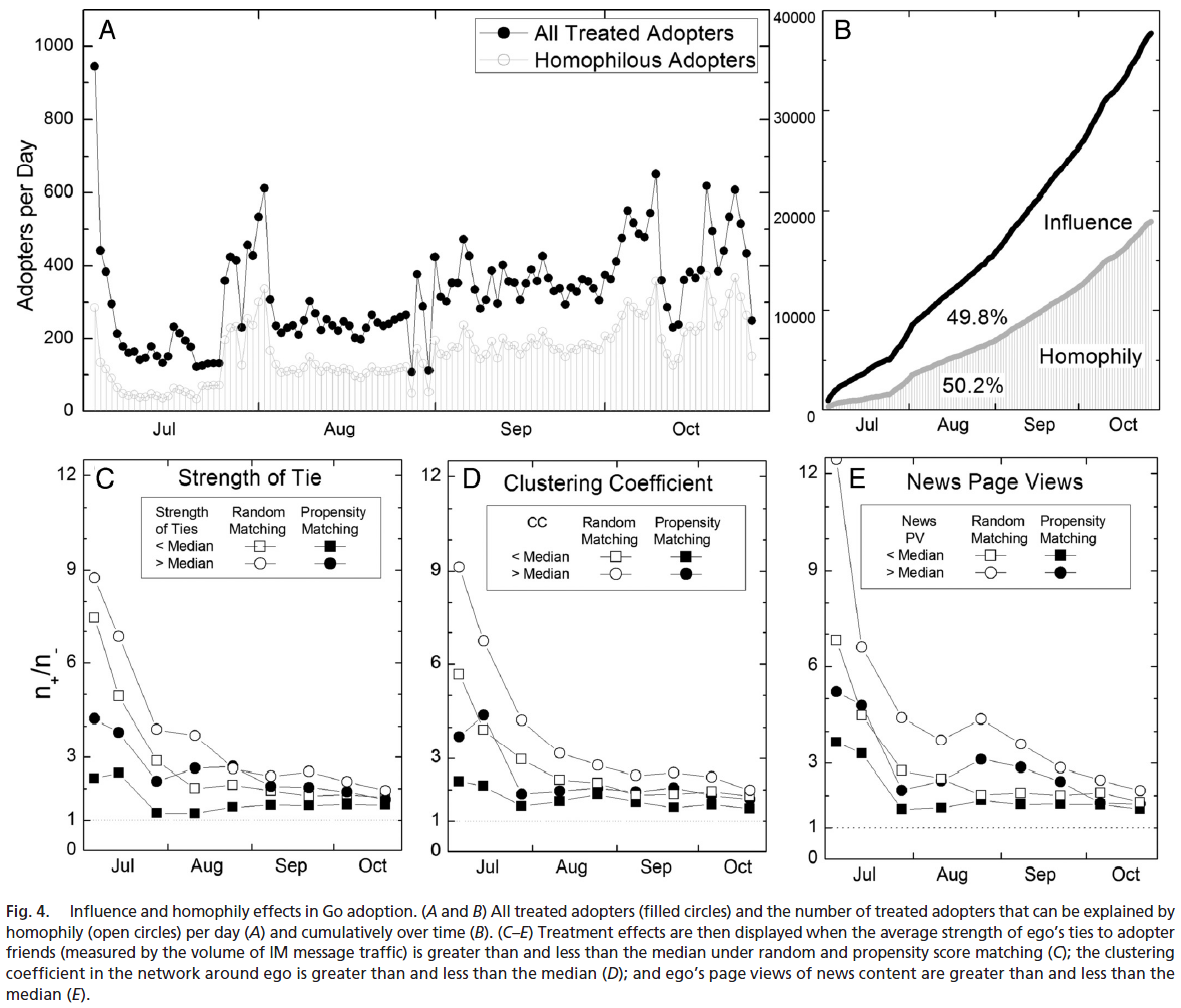 A
All Treated Adopters
Homophilous Adopters
Adopters per Day
1000
800
600
400
200
0
Jul Aug Sep Oct
B
40000
30000
20000
10000
0
Influence
49.8%
Homophily
50.2%
Jul Aug Sep Oct
C Strength of Tie
Strength Random Propensity
of Ties Matching Matching
< Median
> Median
n+/n-
12
9
6
3
1
0
Jul Aug Sep Oct
D Clustering Coefficient
CC Random Propensity
Matching Matching
< Median
> Median
12
9
6
3
1
0
Jul Aug Sep Oct
E News Page Views
News Random Propensity
PV Matching Matching
< Median
> Median
12
9
6
3
1
0
Jul Aug Sep Oct
Fig. 4. Influence and homophily effects in Go adoption. (A and B) All treated adopters (filled circles) and the number of treated adopters that can be explained by
homophily (open circles) per day (A) and cumulatively over time (B). (C–E) Treatment effects are then displayed when the average strength of ego's ties to adopter
friends (measured by the volume of IM message traffic) is greater than and less than the median under random and propensity score matching (C); the clustering
coefficient in the network around ego is greater than and less than the median (D); and ego's page views of news content are greater than and less than the
median (E).